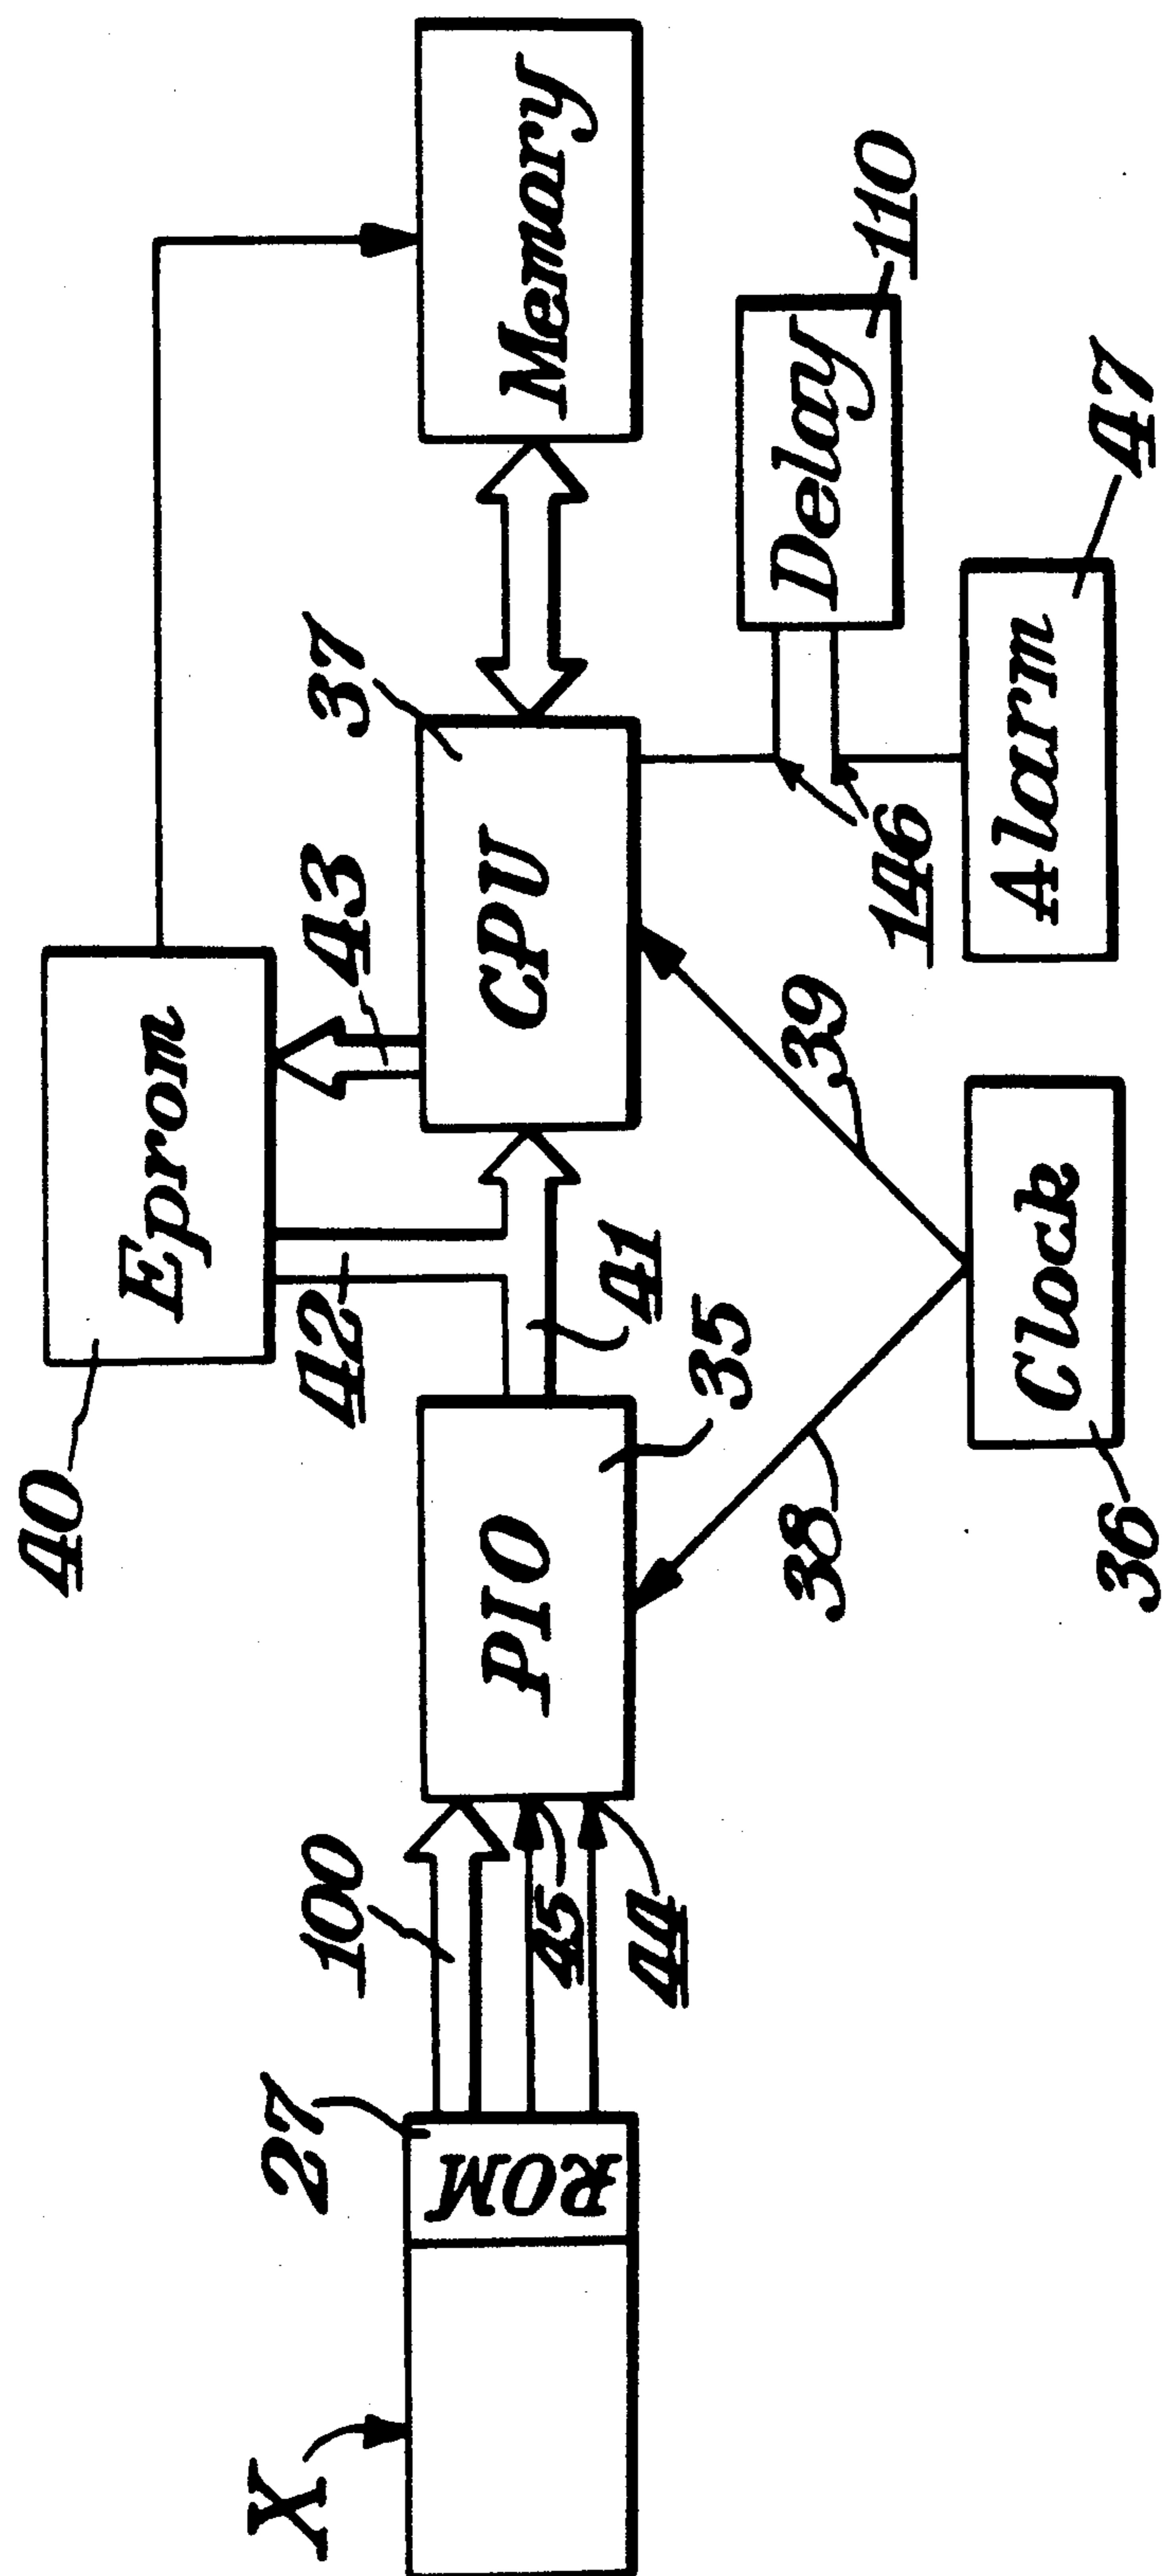 40
Eprom
42
43
37
X
27
ROM
100
45
44
PIO
35
41
CPU
Memory
38
39
146
Delay
110
36
Clock
Alarm
47